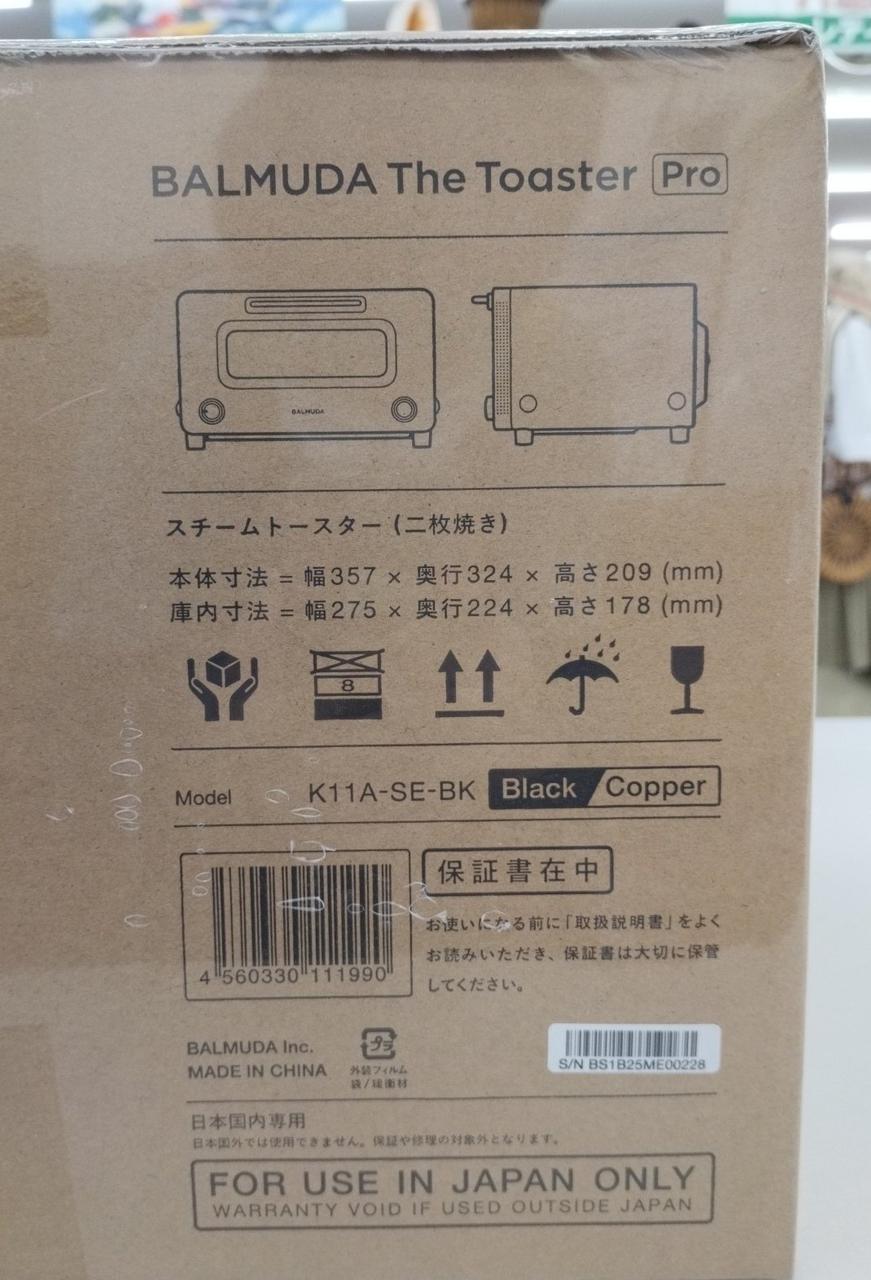 BALMUDA The Toaster Pro
BALMUDA
スチームトースター (二枚焼き)
本体寸法 = 幅357 × 奥行324 × 高さ209 (mm)
庫内寸法 = 幅275 × 奥行224 × 高さ178 (mm)
8
Model K11A-SE-BK Black Copper
保証書在中
お使いになる前に「取扱説明書」をよく
お読みいただき、保証書は大切に保管
してください。
4 560330 111990
BALMUDA Inc.
MADE IN CHINA
プラ
外装フィルム
袋/緩衝材
S/N BS1B25ME00228
日本国内専用
日本国外では使用できません。保証や修理の対象外となります。
FOR USE IN JAPAN ONLY
WARRANTY VOID IF USED OUTSIDE JAPAN